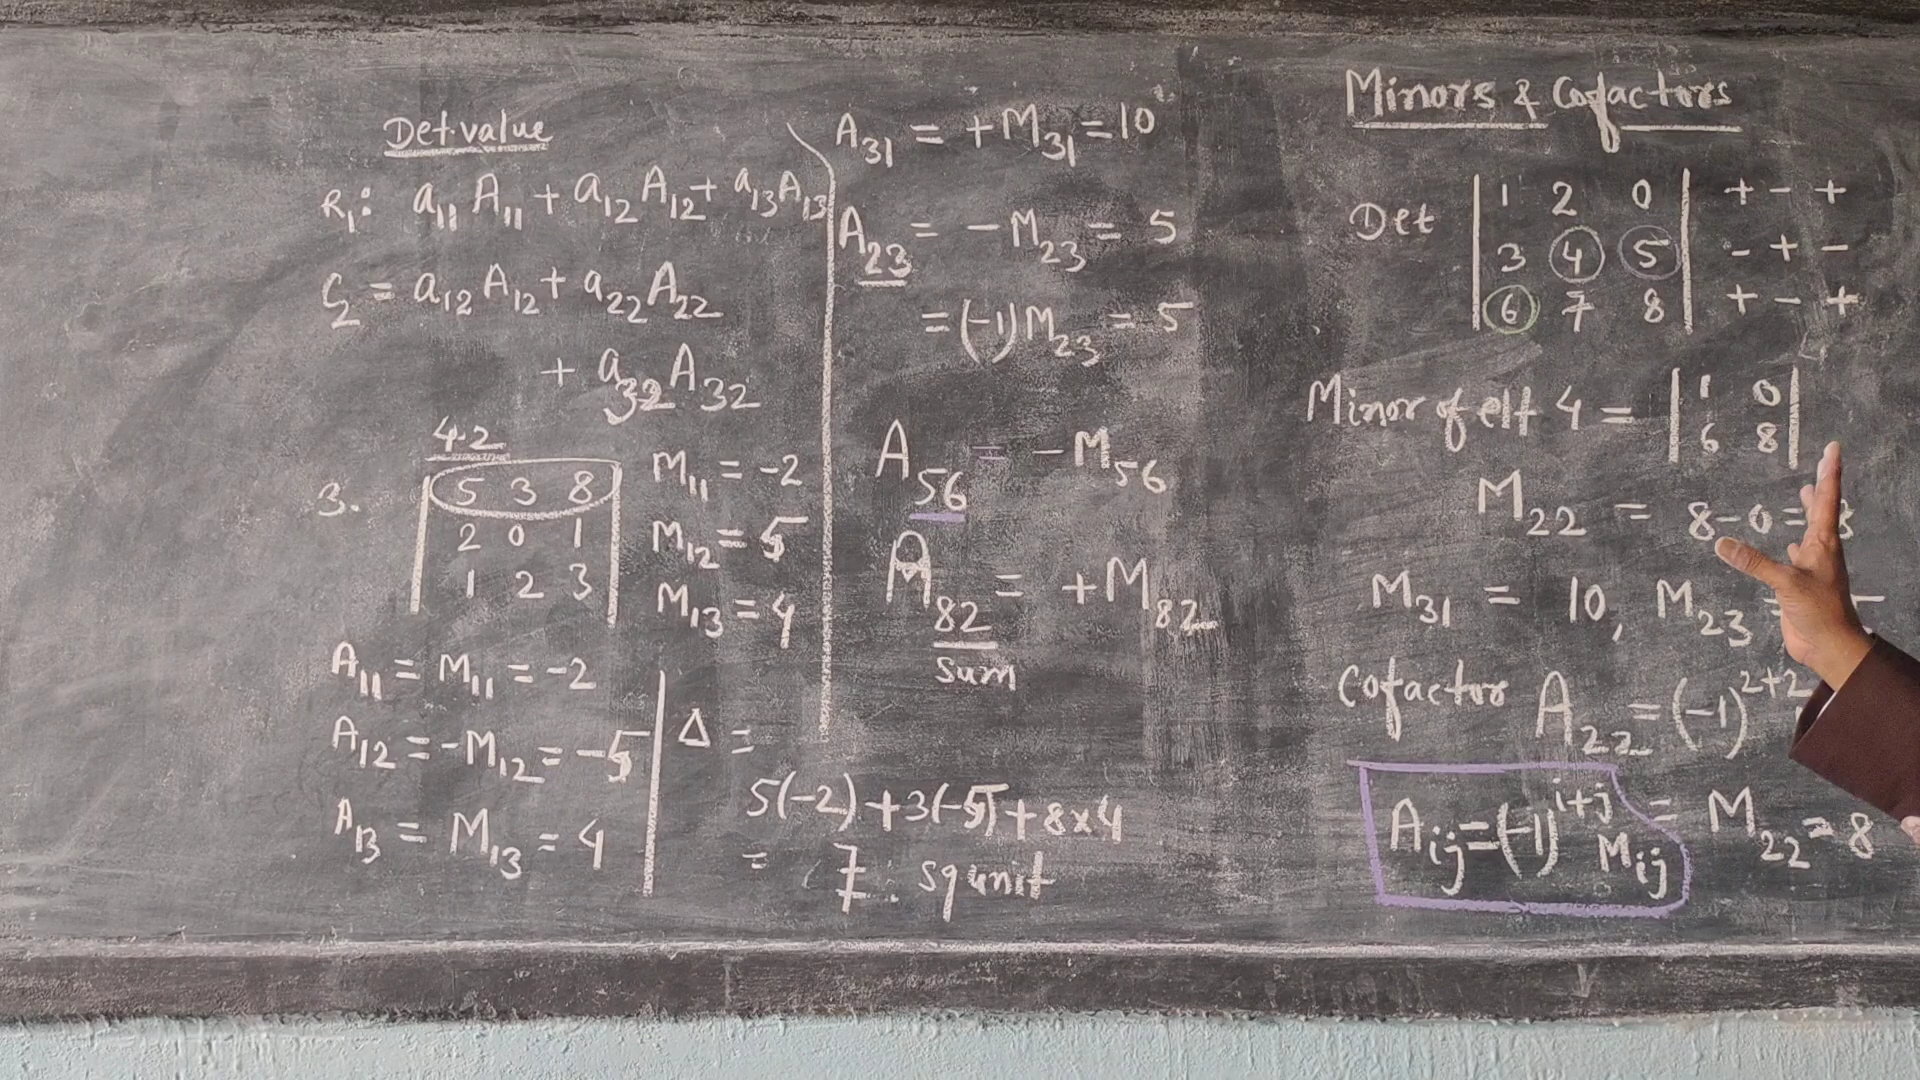 Minors & Cofactors
Det | 1 2 0 | + - +
| 3 4 5 | - + -
| 6 7 8 | + - +
Minor of elt 4 = | 1 0 |
| 6 8 |
M₂₂ = 8-0 =
M₃₁ = 10, M₂₃ =
Cofactor A₂₂ = (-1)²⁺²
Aᵢⱼ = (-1)ⁱ⁺ʲ Mᵢⱼ
= M₂₂ = 8
Det. value
R₁: a₁₁ A₁₁ + a₁₂ A₁₂ + a₁₃ A₁₃
C₂ = a₁₂ A₁₂ + a₂₂ A₂₂
+ a₃₂ A₃₂
4.2
3. | 5 3 8 |
| 2 0 1 |
| 1 2 3 |
M₁₁ = -2
M₁₂ = 5
M₁₃ = 4
A₁₁ = M₁₁ = -2
A₁₂ = -M₁₂ = -5
A₁₃ = M₁₃ = 4
Δ =
5(-2) + 3(-5) + 8×4
= 7 sq unit
A₃₁ = +M₃₁ = 10
A₂₃ = -M₂₃ = 5
= (-1) M₂₃ = 5
A₅₆ = -M₅₆
A₈₂ = +M₈₂
Sum